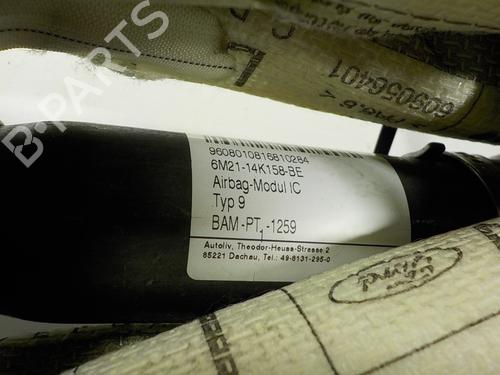 B-PARTS
606056401
9608010816810284
6M21-14K158-BE
Airbag-Modul IC
Typ 9
BAM-PT1-1259
Autoliv, Theodor-Heuss-Strasse 2
85221 Dachau, Tel.: 49-8131-295-0
Ford